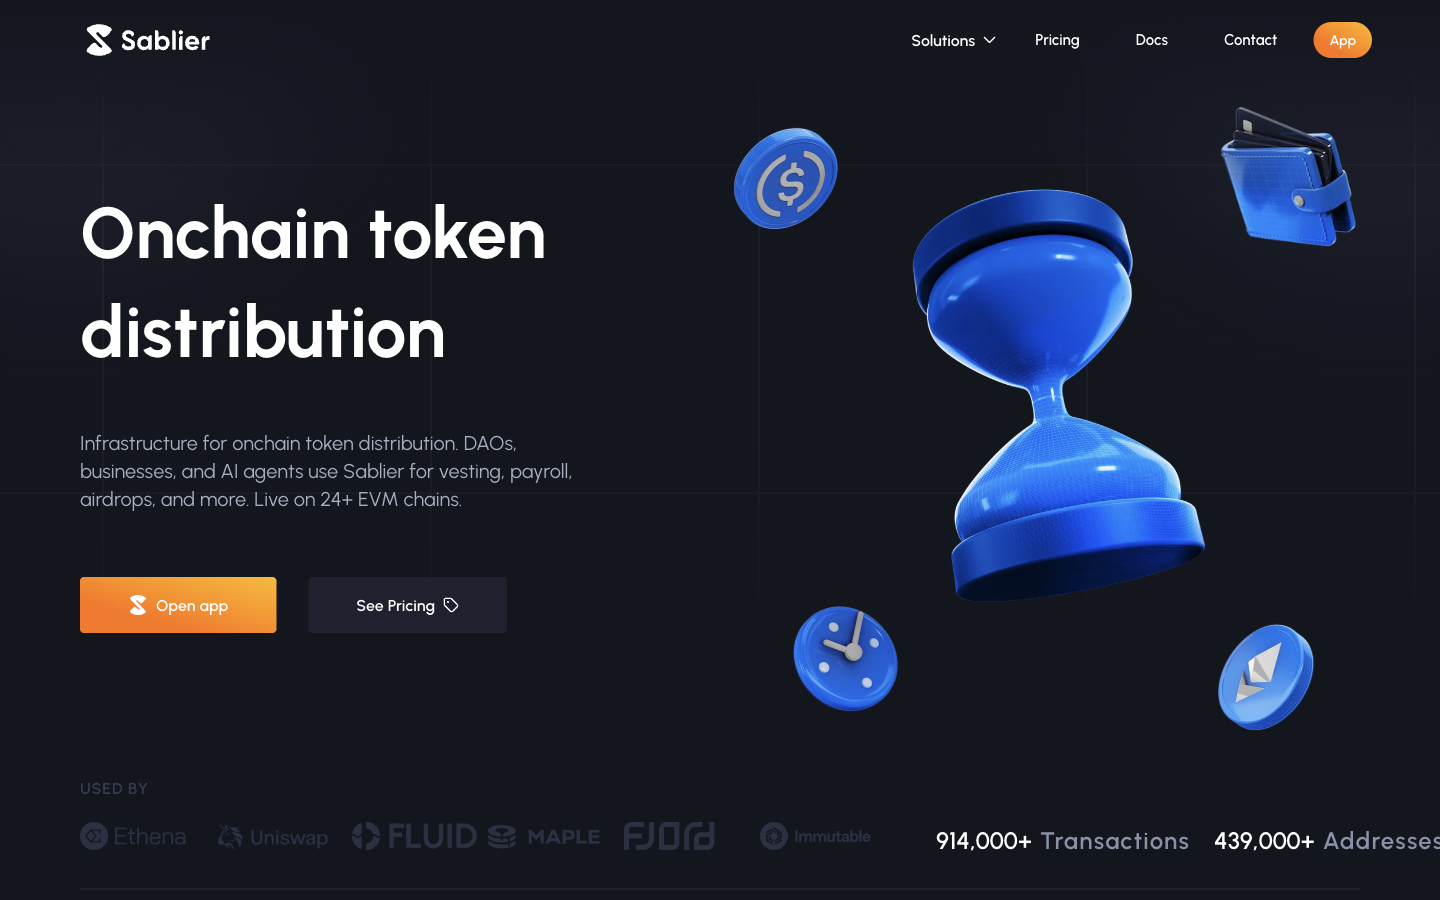 Sablier
Solutions
Pricing
Docs
Contact
App
Onchain token
distribution
Infrastructure for onchain token distribution. DAOs,
businesses, and AI agents use Sablier for vesting, payroll,
airdrops, and more. Live on 24+ EVM chains.
Open app
See Pricing
USED BY
Ethena
Uniswap
FLUID
MAPLE
FJORD
Immutable
914,000+ Transactions
439,000+ Addresses